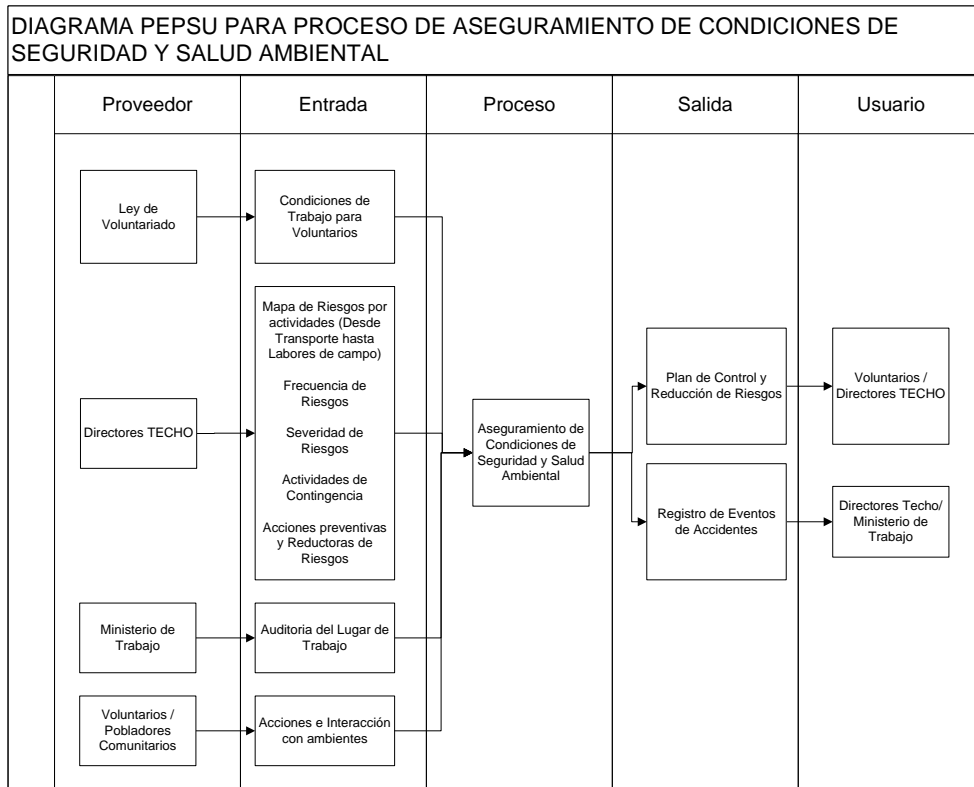 DIAGRAMA PEPSU PARA PROCESO DE ASEGURAMIENTO DE CONDICIONES DE
SEGURIDAD Y SALUD AMBIENTAL
Proveedor
Entrada
Proceso
Salida
Usuario
Ley de
Voluntariado
Condiciones de
Trabajo para
Voluntarios
Directores TECHO
Mapa de Riesgos por
actividades (Desde
Transporte hasta
Labores de campo)
Frecuencia de
Riesgos
Severidad de
Riesgos
Actividades de
Contingencia
Acciones preventivas
y Reductoras de
Riesgos
Ministerio de
Trabajo
Auditoria del Lugar de
Trabajo
Voluntarios /
Pobladores
Comunitarios
Acciones e Interacción
con ambientes
Aseguramiento de
Condiciones de
Seguridad y Salud
Ambiental
Plan de Control y
Reducción de Riesgos
Voluntarios /
Directores TECHO
Registro de Eventos
de Accidentes
Directores Techo/
Ministerio de
Trabajo